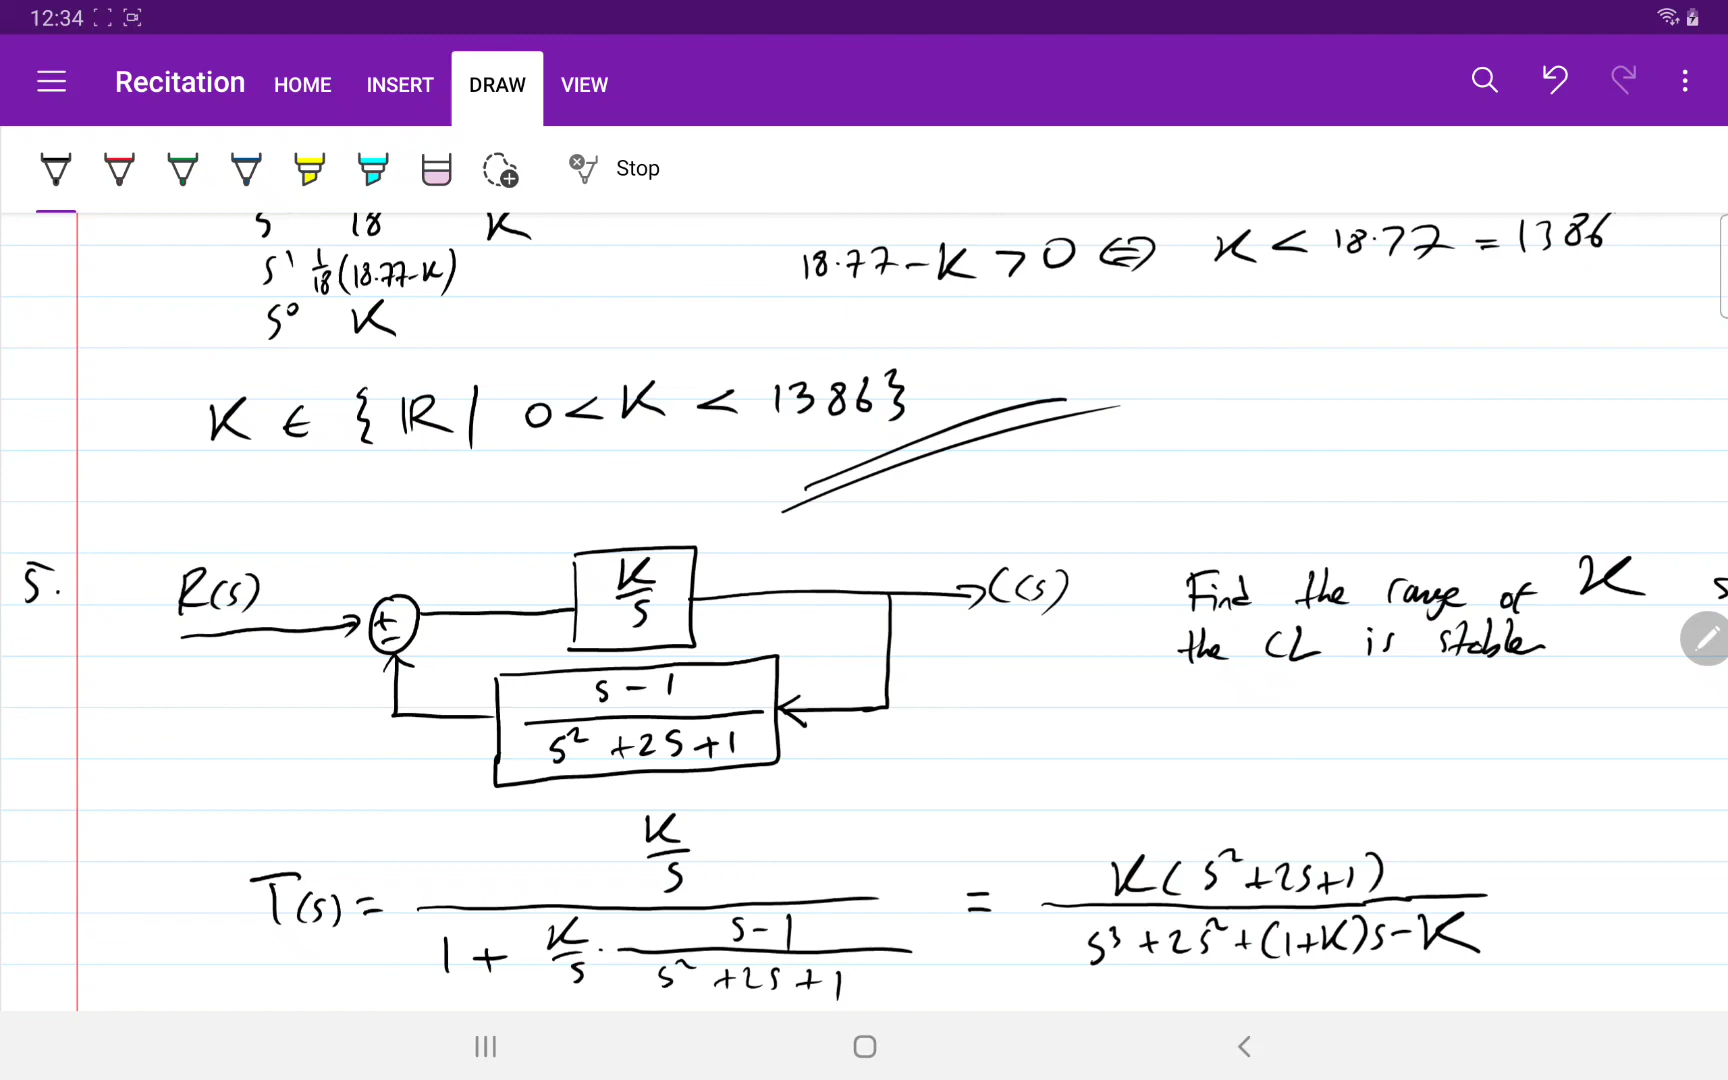 12:34
Recitation HOME INSERT DRAW VIEW
Stop
s 18 K
s¹ 1/18 (18.77-K)
s⁰ K
18.77-K > 0 ⇔ K < 18.77 = 1386
K ∈ { ℝ | 0 < K < 1386}
5.
R(s)
+
-
K/s
C(s)
s-1
s²+2s+1
Find the range of K s
the CL is stable
T(s) = (K/s) / (1 + K/s · (s-1)/(s²+2s+1)) = K(s²+2s+1) / (s³+2s²+(1+K)s-K)